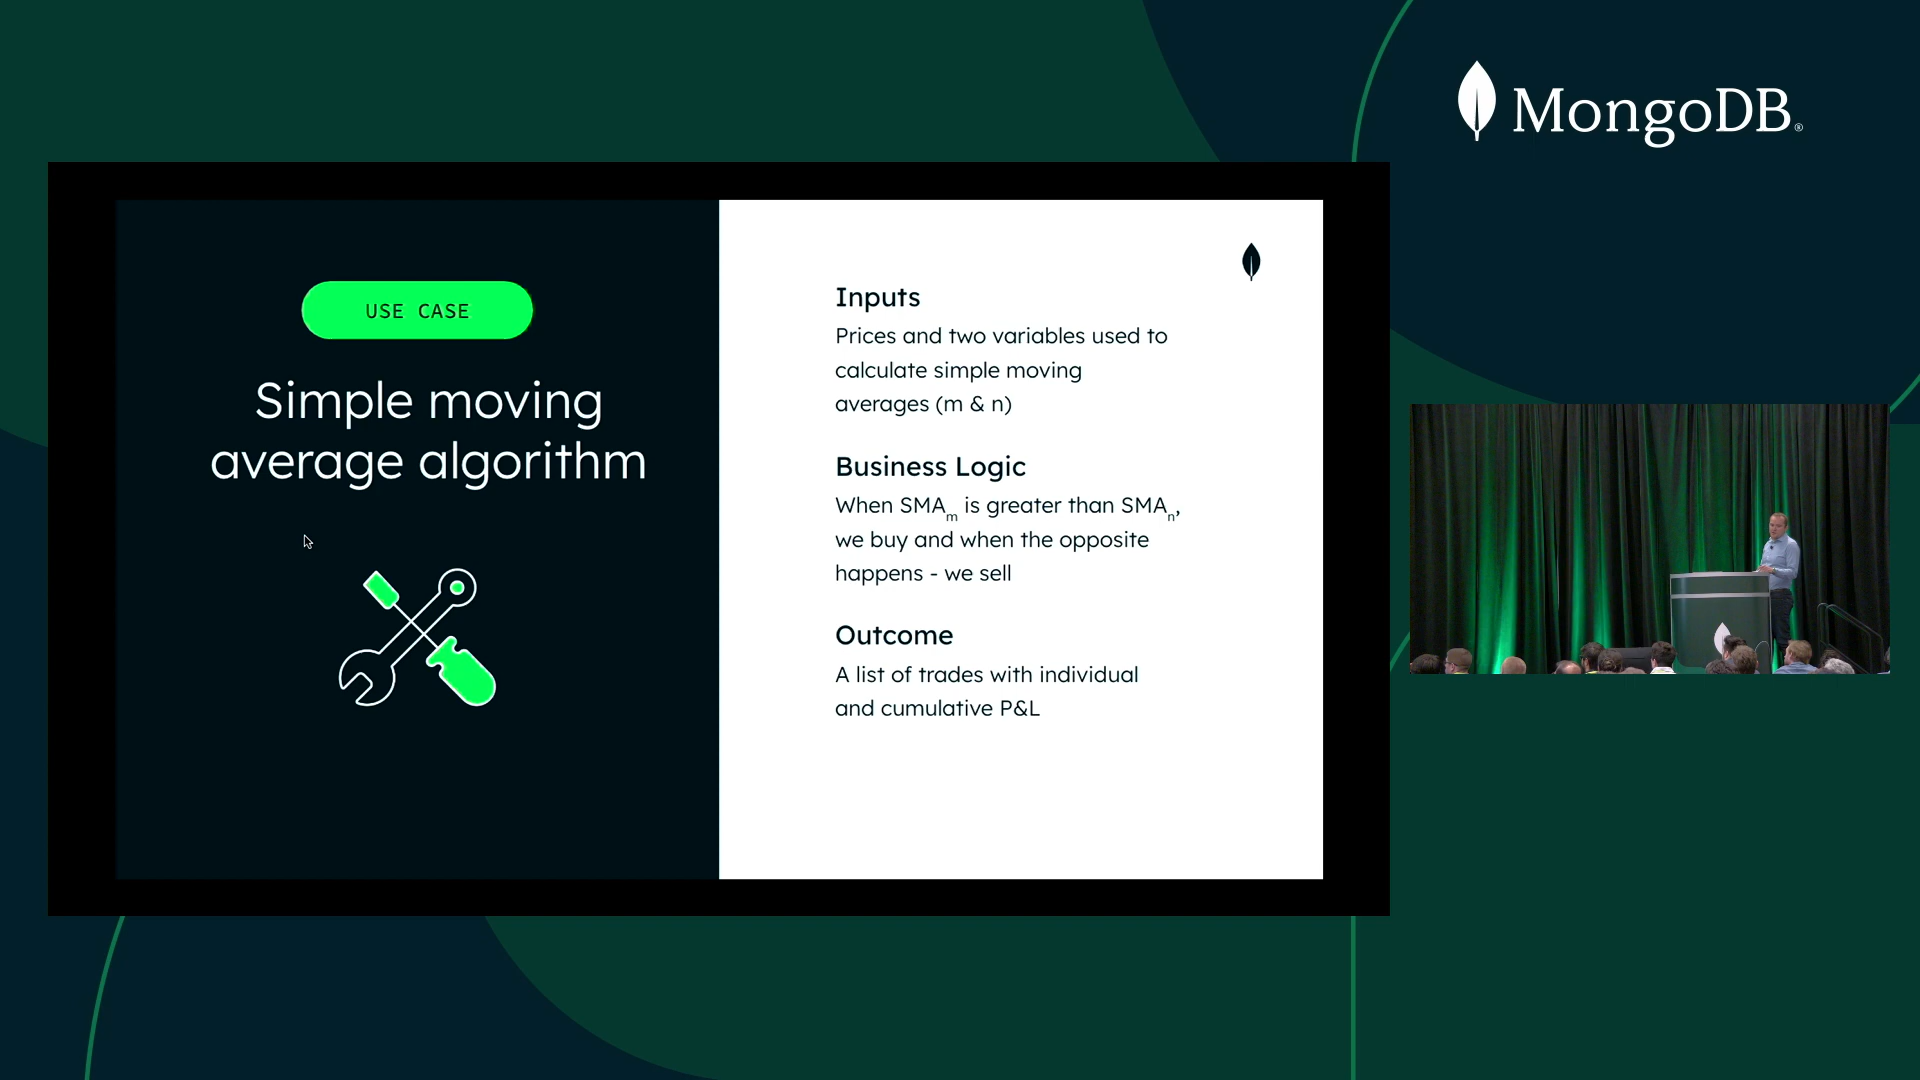 MongoDB®
USE CASE
Simple moving
average algorithm
Inputs
Prices and two variables used to
calculate simple moving
averages (m & n)
Business Logic
When SMAm is greater than SMAn,
we buy and when the opposite
happens - we sell
Outcome
A list of trades with individual
and cumulative P&L